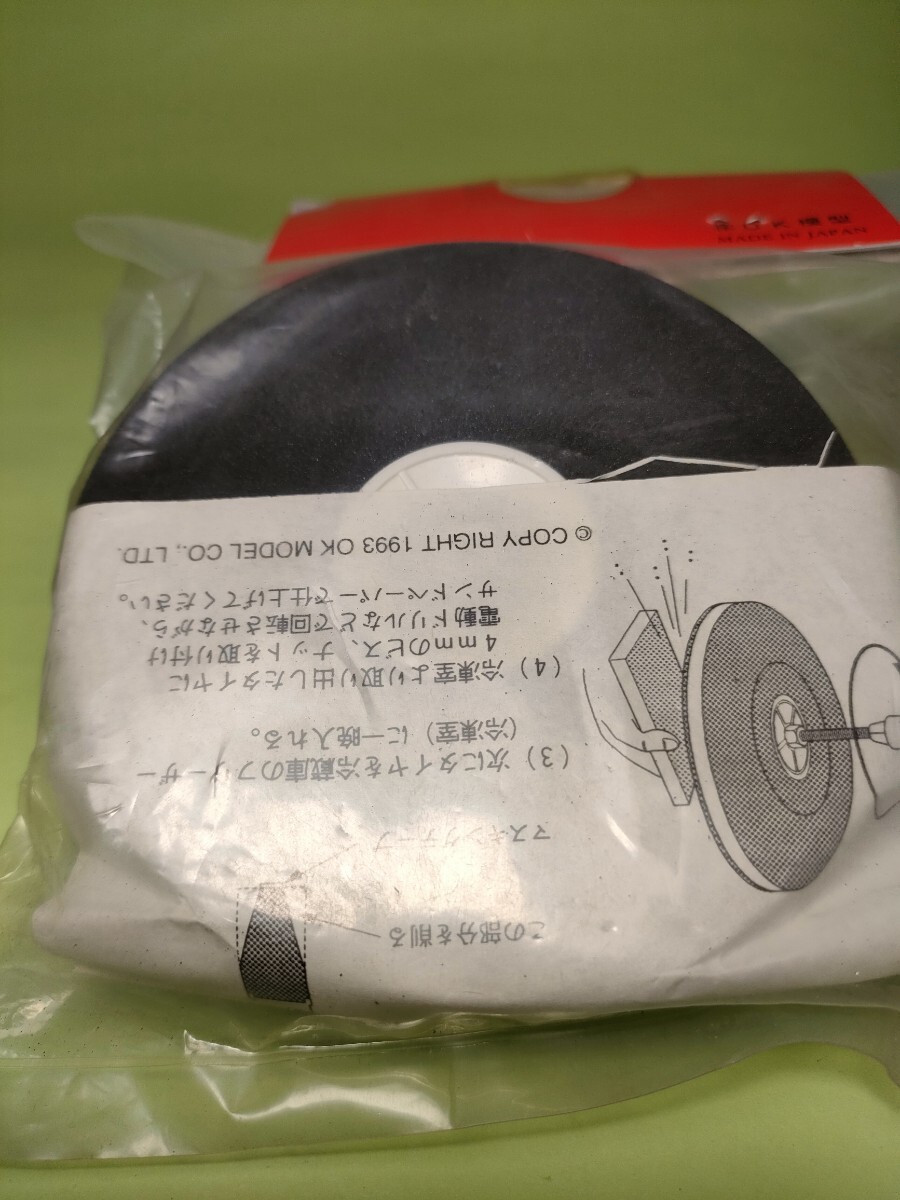 OK模型
MADE IN JAPAN
この部分を削る
マスキングテープ
(3) 次にタイヤを冷蔵庫のフリーザー
(冷凍室) に一晩入れる。
(4) 冷凍室より取り出したタイヤに
4mmのビス、ナットを取り付け
電動ドリルなどで回転させながら、
サンドペーパーで仕上げてください。
© COPY RIGHT 1993 OK MODEL CO., LTD.